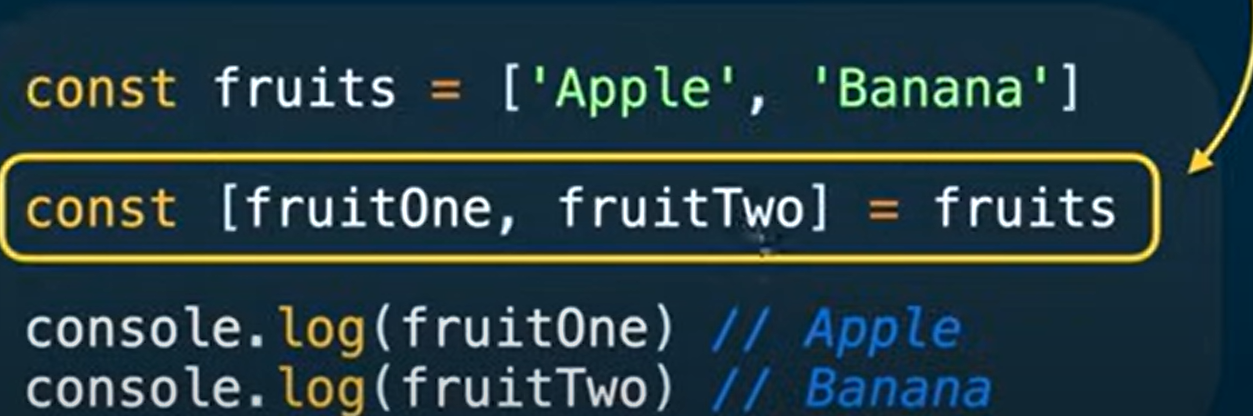 const fruits = ['Apple', 'Banana']
const [fruitOne, fruitTwo] = fruits
console.log(fruitOne) // Apple
console.log(fruitTwo) // Banana